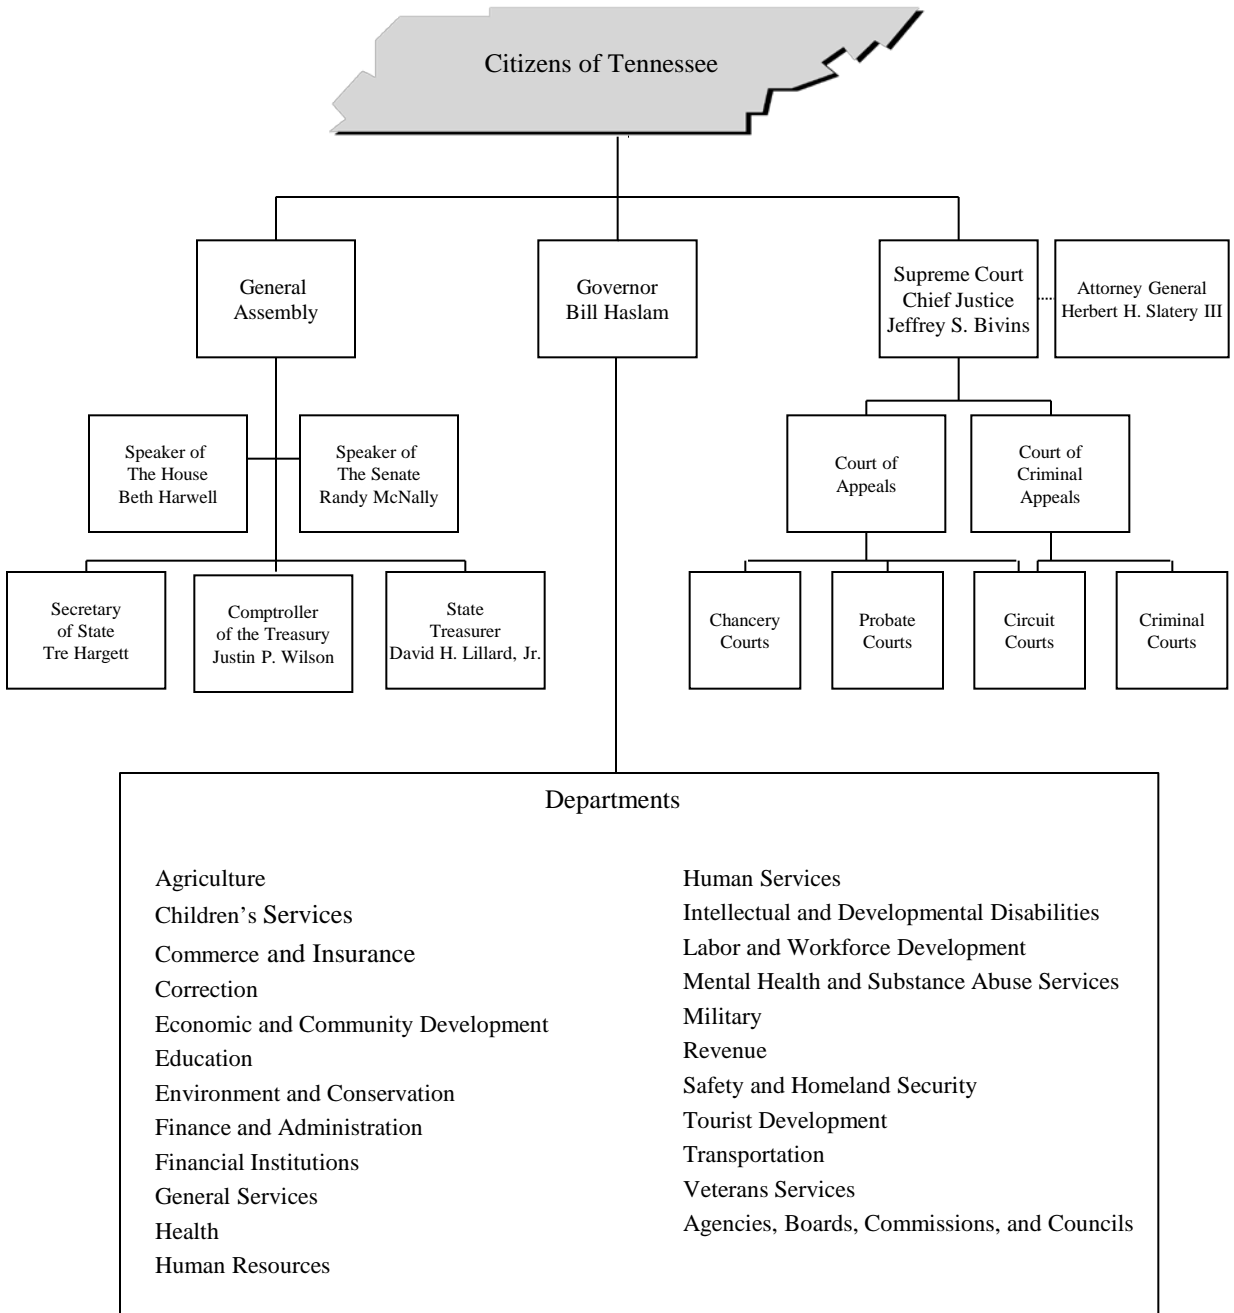 Citizens of Tennessee
General
Assembly
Governor
Bill Haslam
Supreme Court
Chief Justice
Jeffrey S. Bivins
Attorney General
Herbert H. Slatery III
Speaker of
The House
Beth Harwell
Speaker of
The Senate
Randy McNally
Court of
Appeals
Court of
Criminal
Appeals
Secretary
of State
Tre Hargett
Comptroller
of the Treasury
Justin P. Wilson
State
Treasurer
David H. Lillard, Jr.
Chancery
Courts
Probate
Courts
Circuit
Courts
Criminal
Courts
Departments
Agriculture
Children’s Services
Commerce and Insurance
Correction
Economic and Community Development
Education
Environment and Conservation
Finance and Administration
Financial Institutions
General Services
Health
Human Resources
Human Services
Intellectual and Developmental Disabilities
Labor and Workforce Development
Mental Health and Substance Abuse Services
Military
Revenue
Safety and Homeland Security
Tourist Development
Transportation
Veterans Services
Agencies, Boards, Commissions, and Councils